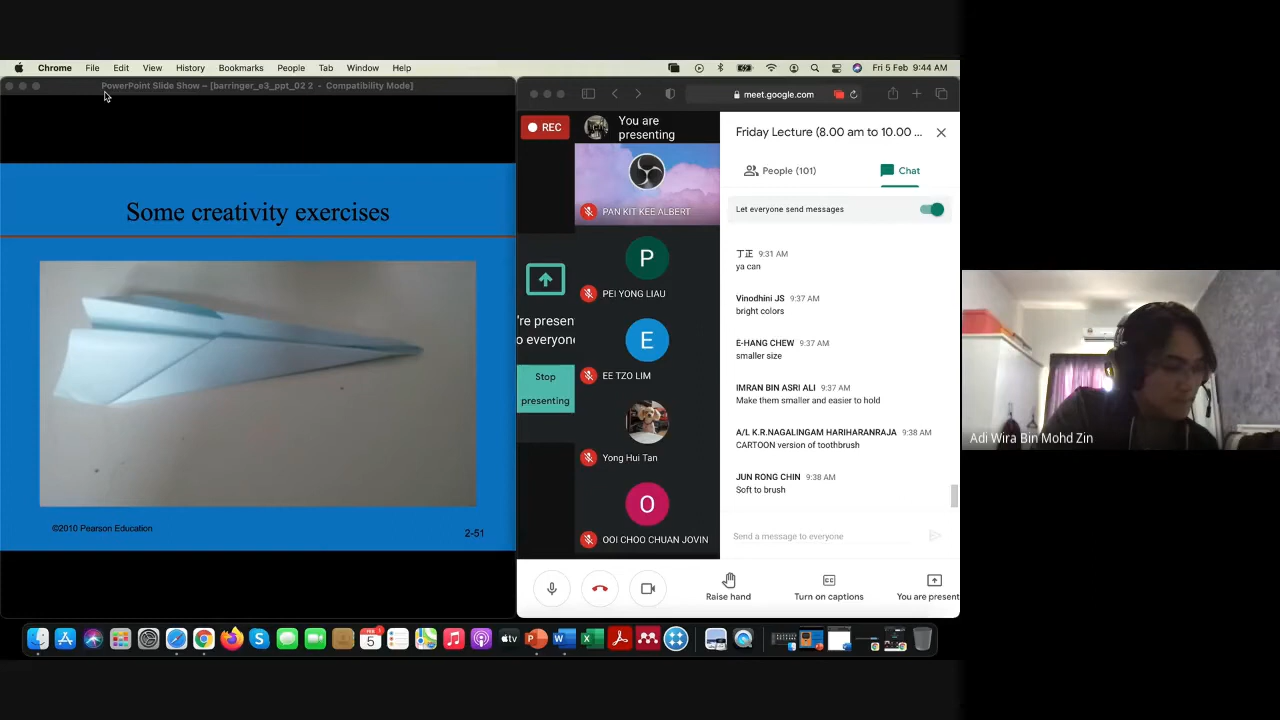 Chrome File Edit View History Bookmarks People Tab Window Help Fri 5 Feb 9:44 AM
PowerPoint Slide Show – [barringer_e3_ppt_02 2 - Compatibility Mode]
Some creativity exercises
©2010 Pearson Education
2-51
meet.google.com
REC
You are
presenting
PAN KIT KEE ALBERT
P
PEI YONG LIAU
're presen
o everyone
E
EE TZO LIM
Stop
presenting
Yong Hui Tan
O
OOI CHOO CHUAN JOVIN
Friday Lecture (8.00 am to 10.00 ...
People (101)
Chat
Let everyone send messages
丁正 9:31 AM
ya can
Vinodhini JS 9:37 AM
bright colors
E-HANG CHEW 9:37 AM
smaller size
IMRAN BIN ASRI ALI 9:37 AM
Make them smaller and easier to hold
A/L K.R.NAGALINGAM HARIHARANRAJA 9:38 AM
CARTOON version of toothbrush
JUN RONG CHIN 9:38 AM
Soft to brush
Send a message to everyone
Raise hand
Turn on captions
You are present
Adi Wira Bin Mohd Zin
FEB
5
tv